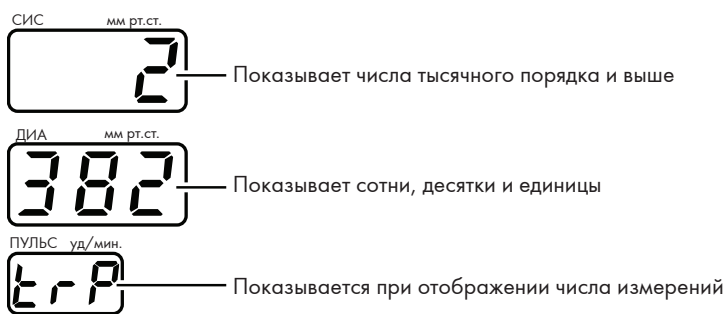 СИС мм рт.ст.
2 Показывает числа тысячного порядка и выше
ДИА мм рт.ст.
382 Показывает сотни, десятки и единицы
ПУЛЬС уд/мин.
trP Показывается при отображении числа измерений